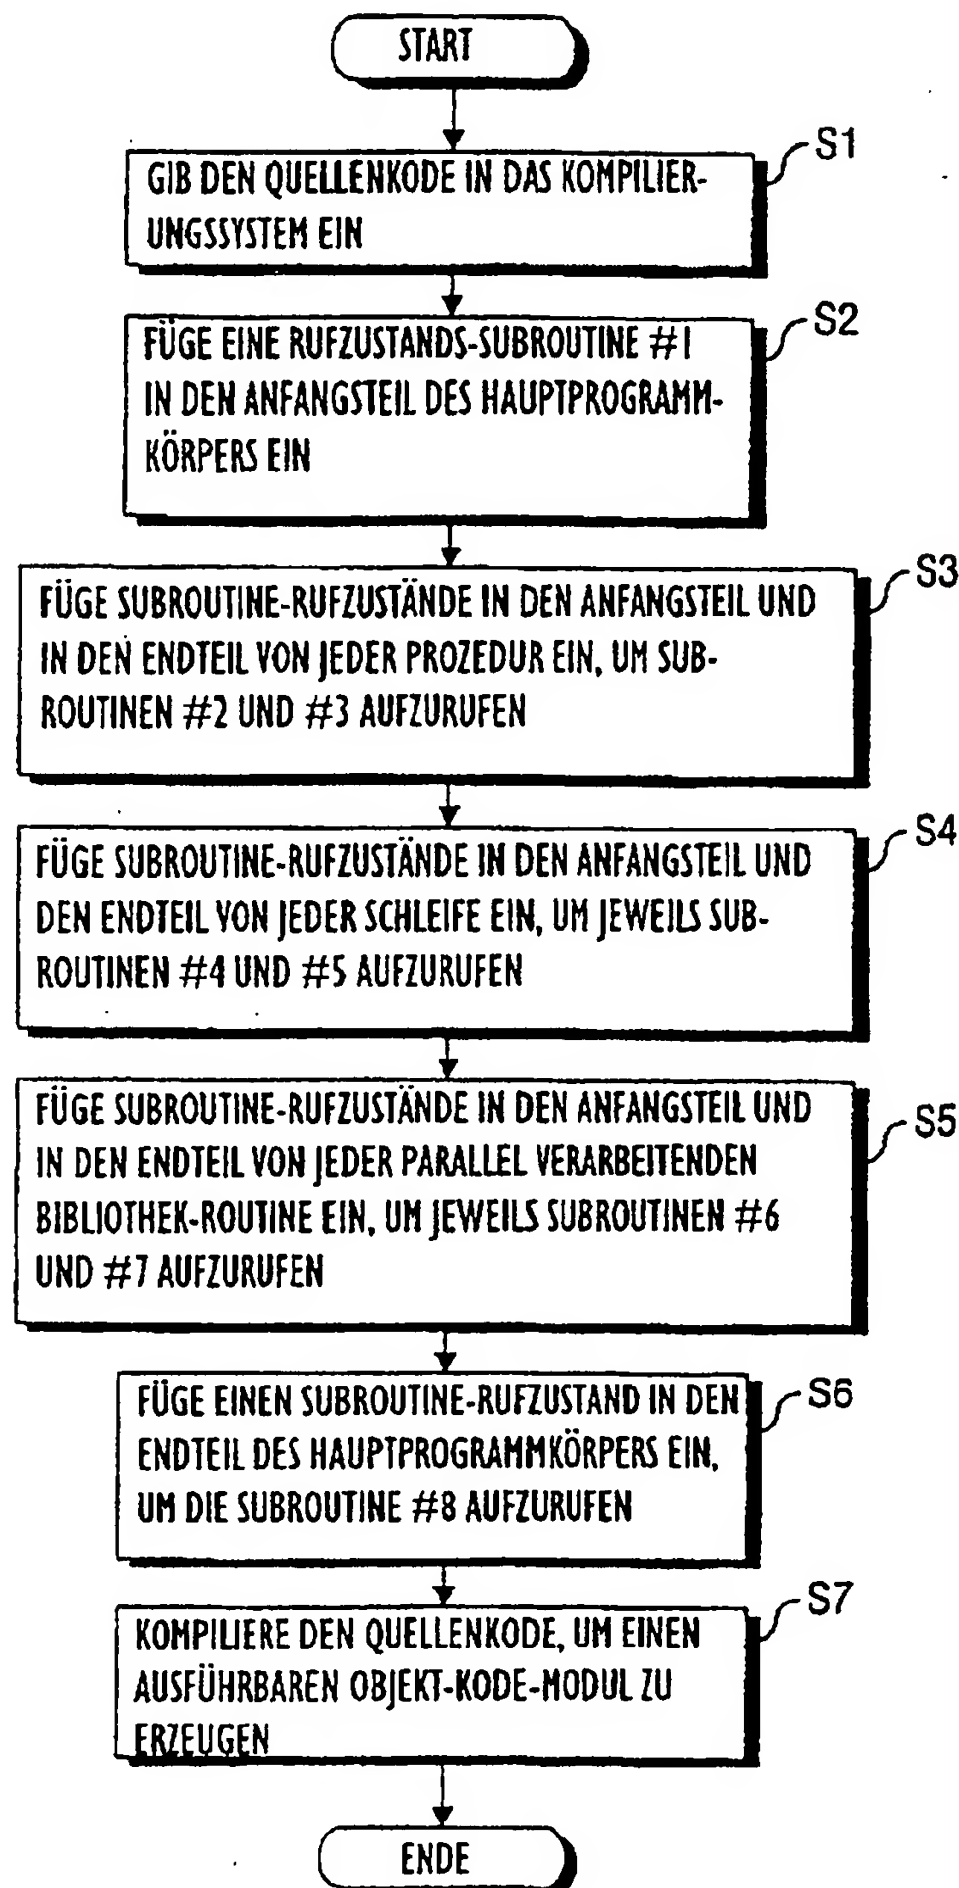 START
S1
GIB DEN QUELLENKODE IN DAS KOMPILIER-
UNGSSYSTEM EIN
S2
FÜGE EINE RUFZUSTANDS-SUBROUTINE #1
IN DEN ANFANGSTEIL DES HAUPTPROGRAMM-
KÖRPERS EIN
S3
FÜGE SUBROUTINE-RUFZUSTÄNDE IN DEN ANFANGSTEIL UND
IN DEN ENDTEIL VON JEDER PROZEDUR EIN, UM SUB-
ROUTINEN #2 UND #3 AUFZURUFEN
S4
FÜGE SUBROUTINE-RUFZUSTÄNDE IN DEN ANFANGSTEIL UND
DEN ENDTEIL VON JEDER SCHLEIFE EIN, UM JEWEILS SUB-
ROUTINEN #4 UND #5 AUFZURUFEN
S5
FÜGE SUBROUTINE-RUFZUSTÄNDE IN DEN ANFANGSTEIL UND
IN DEN ENDTEIL VON JEDER PARALLEL VERARBEITENDEN
BIBLIOTHEK-ROUTINE EIN, UM JEWEILS SUBROUTINEN #6
UND #7 AUFZURUFEN
S6
FÜGE EINEN SUBROUTINE-RUFZUSTAND IN DEN
ENDTEIL DES HAUPTPROGRAMMKÖRPERS EIN,
UM DIE SUBROUTINE #8 AUFZURUFEN
S7
KOMPILIERE DEN QUELLENKODE, UM EINEN
AUSFÜHRBAREN OBJEKT-KODE-MODUL ZU
ERZEUGEN
ENDE